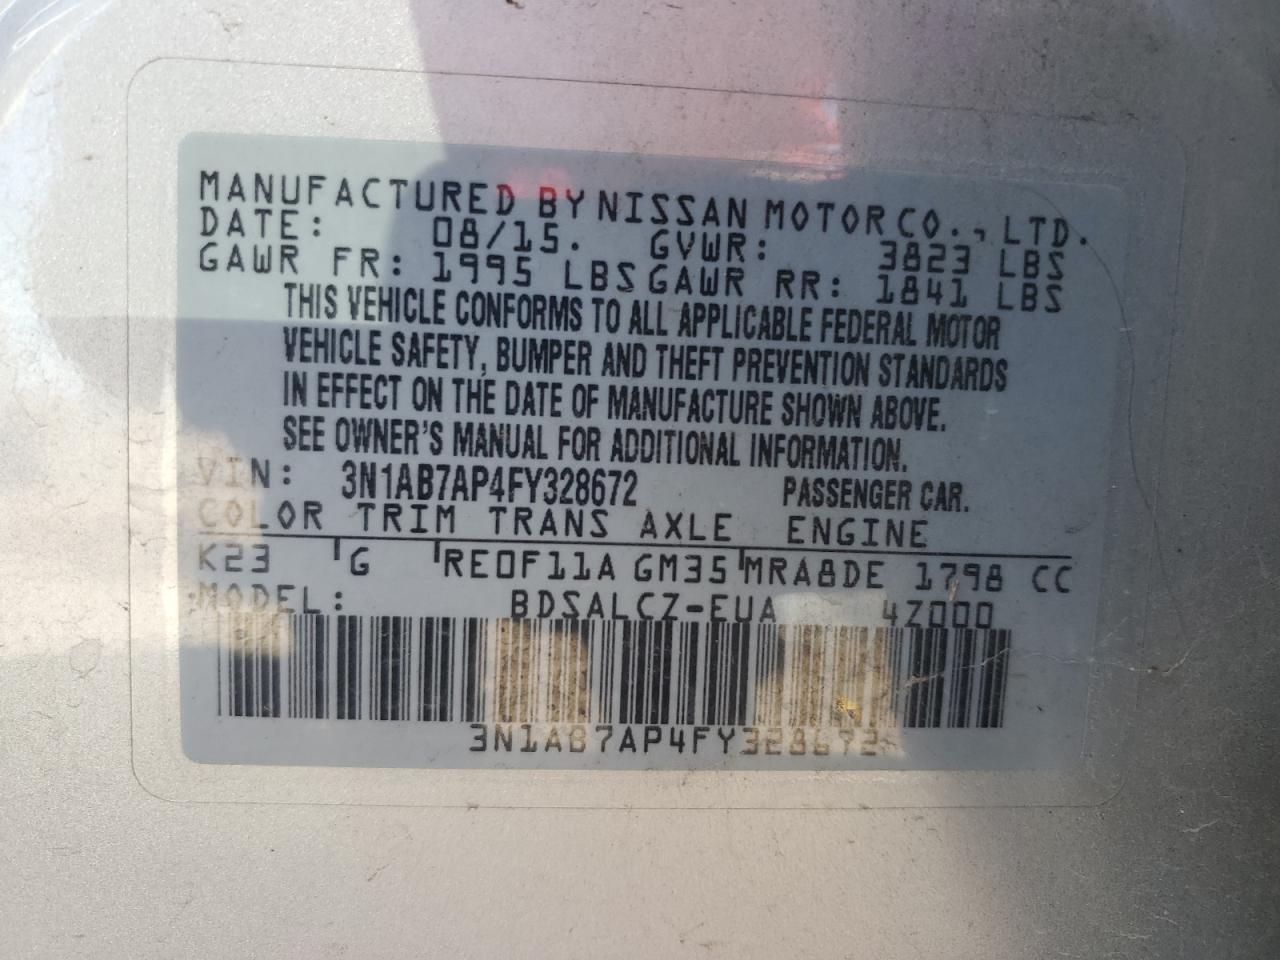 MANUFACTURED BY NISSAN MOTOR CO., LTD.
DATE: 08/15. GVWR: 3823 LBS
GAWR FR: 1995 LBS GAWR RR: 1841 LBS
THIS VEHICLE CONFORMS TO ALL APPLICABLE FEDERAL MOTOR
VEHICLE SAFETY, BUMPER AND THEFT PREVENTION STANDARDS
IN EFFECT ON THE DATE OF MANUFACTURE SHOWN ABOVE.
SEE OWNER'S MANUAL FOR ADDITIONAL INFORMATION.
VIN: 3N1AB7AP4FY328672 PASSENGER CAR.
COLOR TRIM TRANS AXLE ENGINE
K23 G RE0F11A GM35 MRA8DE 1798 CC
MODEL: BDSALCZ-EUA 4Z000
3N1AB7AP4FY328672